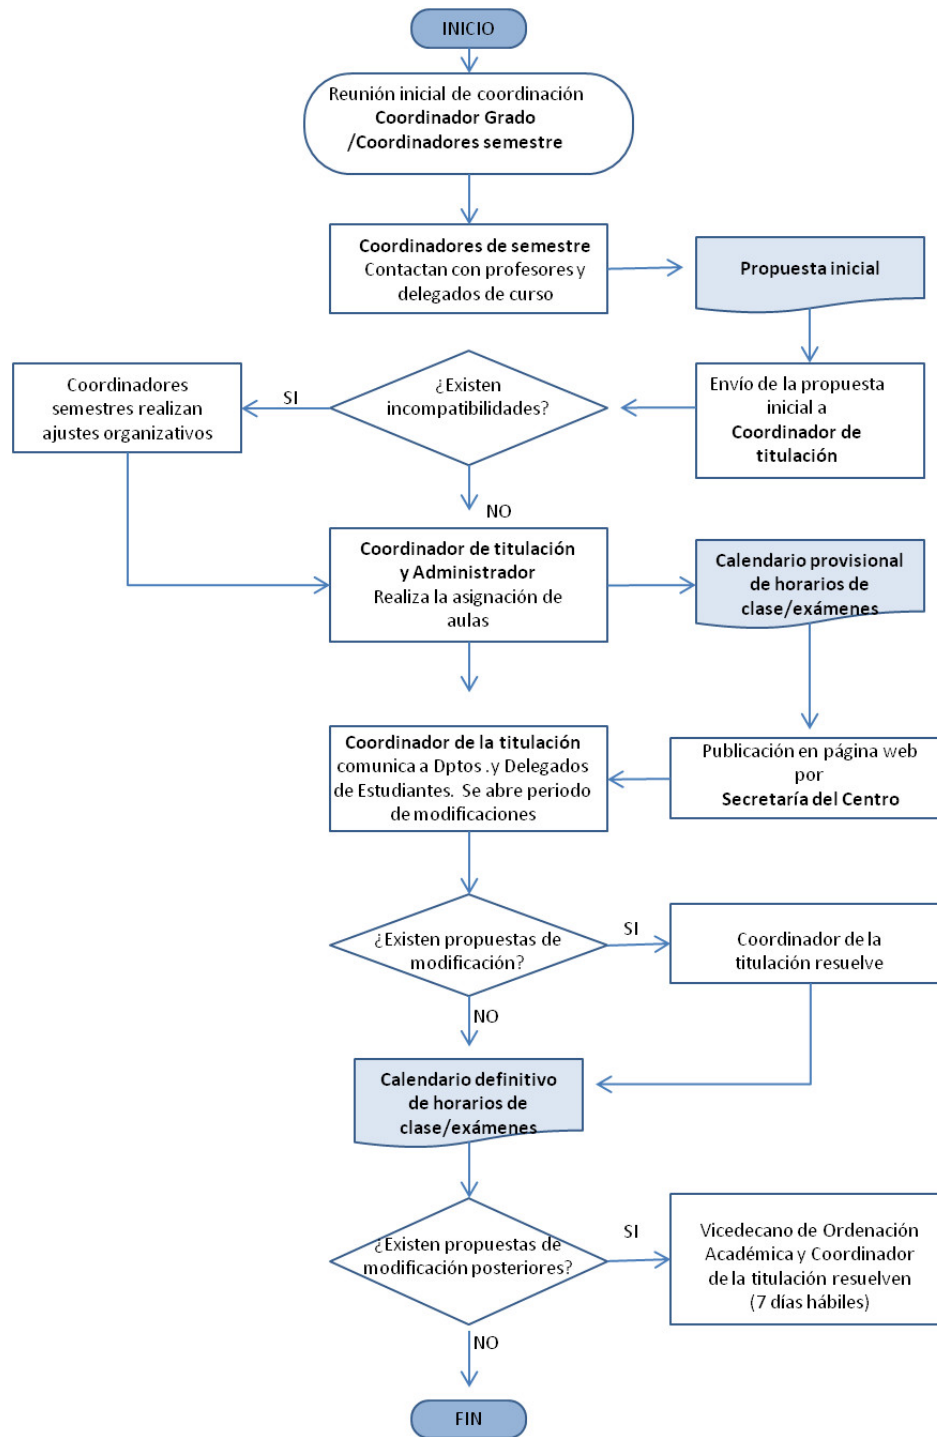 INICIO
Reunión inicial de coordinación
Coordinador Grado
/Coordinadores semestre
Coordinadores de semestre
Contactan con profesores y
delegados de curso
Propuesta inicial
Envío de la propuesta
inicial a
Coordinador de
titulación
¿Existen
incompatibilidades?
SI
Coordinadores
semestres realizan
ajustes organizativos
NO
Coordinador de titulación
y Administrador
Realiza la asignación de
aulas
Calendario provisional
de horarios de
clase/exámenes
Publicación en página web
por
Secretaría del Centro
Coordinador de la titulación
comunica a Dptos .y Delegados
de Estudiantes. Se abre periodo
de modificaciones
¿Existen propuestas de
modificación?
SI
Coordinador de la
titulación resuelve
NO
Calendario definitivo
de horarios de
clase/exámenes
¿Existen propuestas de
modificación posteriores?
SI
Vicedecano de Ordenación
Académica y Coordinador
de la titulación resuelven
(7 días hábiles)
NO
FIN